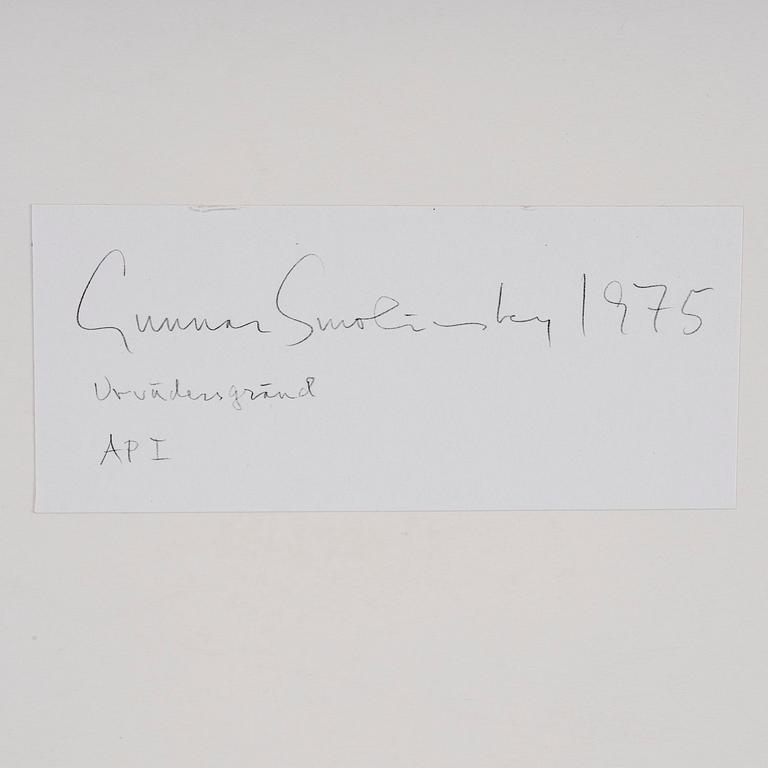 Gunnar Smolinsky 1975
Urvädersgränd
AP I